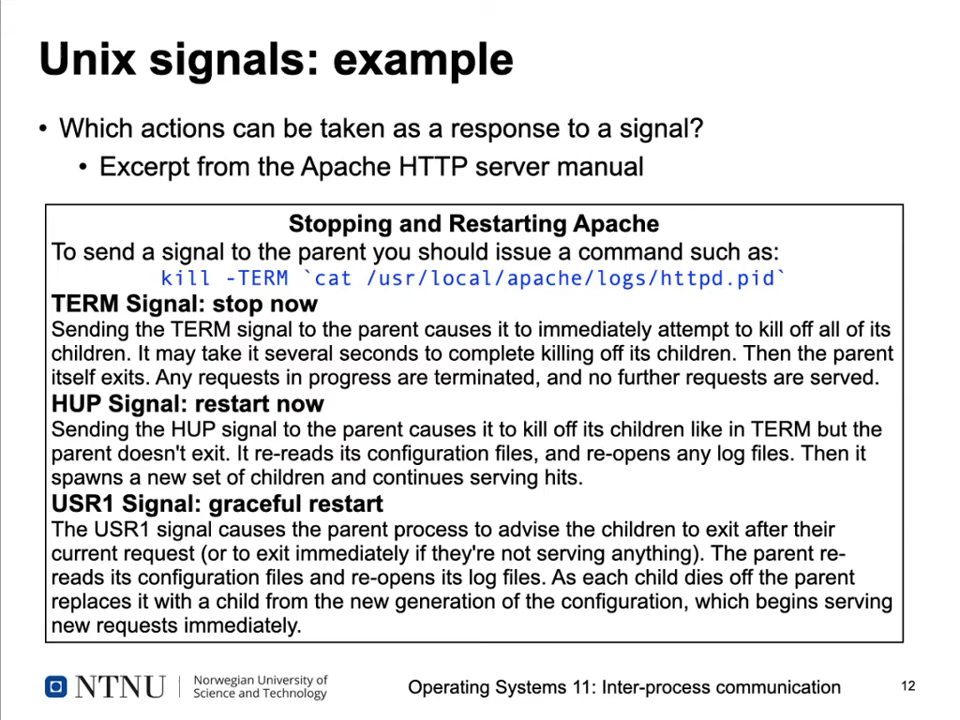 Unix signals: example
• Which actions can be taken as a response to a signal?
• Excerpt from the Apache HTTP server manual
Stopping and Restarting Apache
To send a signal to the parent you should issue a command such as:
kill -TERM `cat /usr/local/apache/logs/httpd.pid`
TERM Signal: stop now
Sending the TERM signal to the parent causes it to immediately attempt to kill off all of its
children. It may take it several seconds to complete killing off its children. Then the parent
itself exits. Any requests in progress are terminated, and no further requests are served.
HUP Signal: restart now
Sending the HUP signal to the parent causes it to kill off its children like in TERM but the
parent doesn't exit. It re-reads its configuration files, and re-opens any log files. Then it
spawns a new set of children and continues serving hits.
USR1 Signal: graceful restart
The USR1 signal causes the parent process to advise the children to exit after their
current request (or to exit immediately if they're not serving anything). The parent re-
reads its configuration files and re-opens its log files. As each child dies off the parent
replaces it with a child from the new generation of the configuration, which begins serving
new requests immediately.
NTNU
Norwegian University of
Science and Technology
Operating Systems 11: Inter-process communication
12